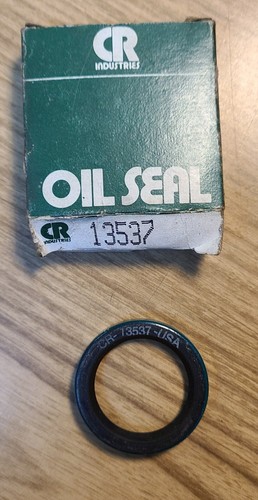 CR
INDUSTRIES
OIL SEAL
CR
INDUSTRIES
13537
CR-13537-USA